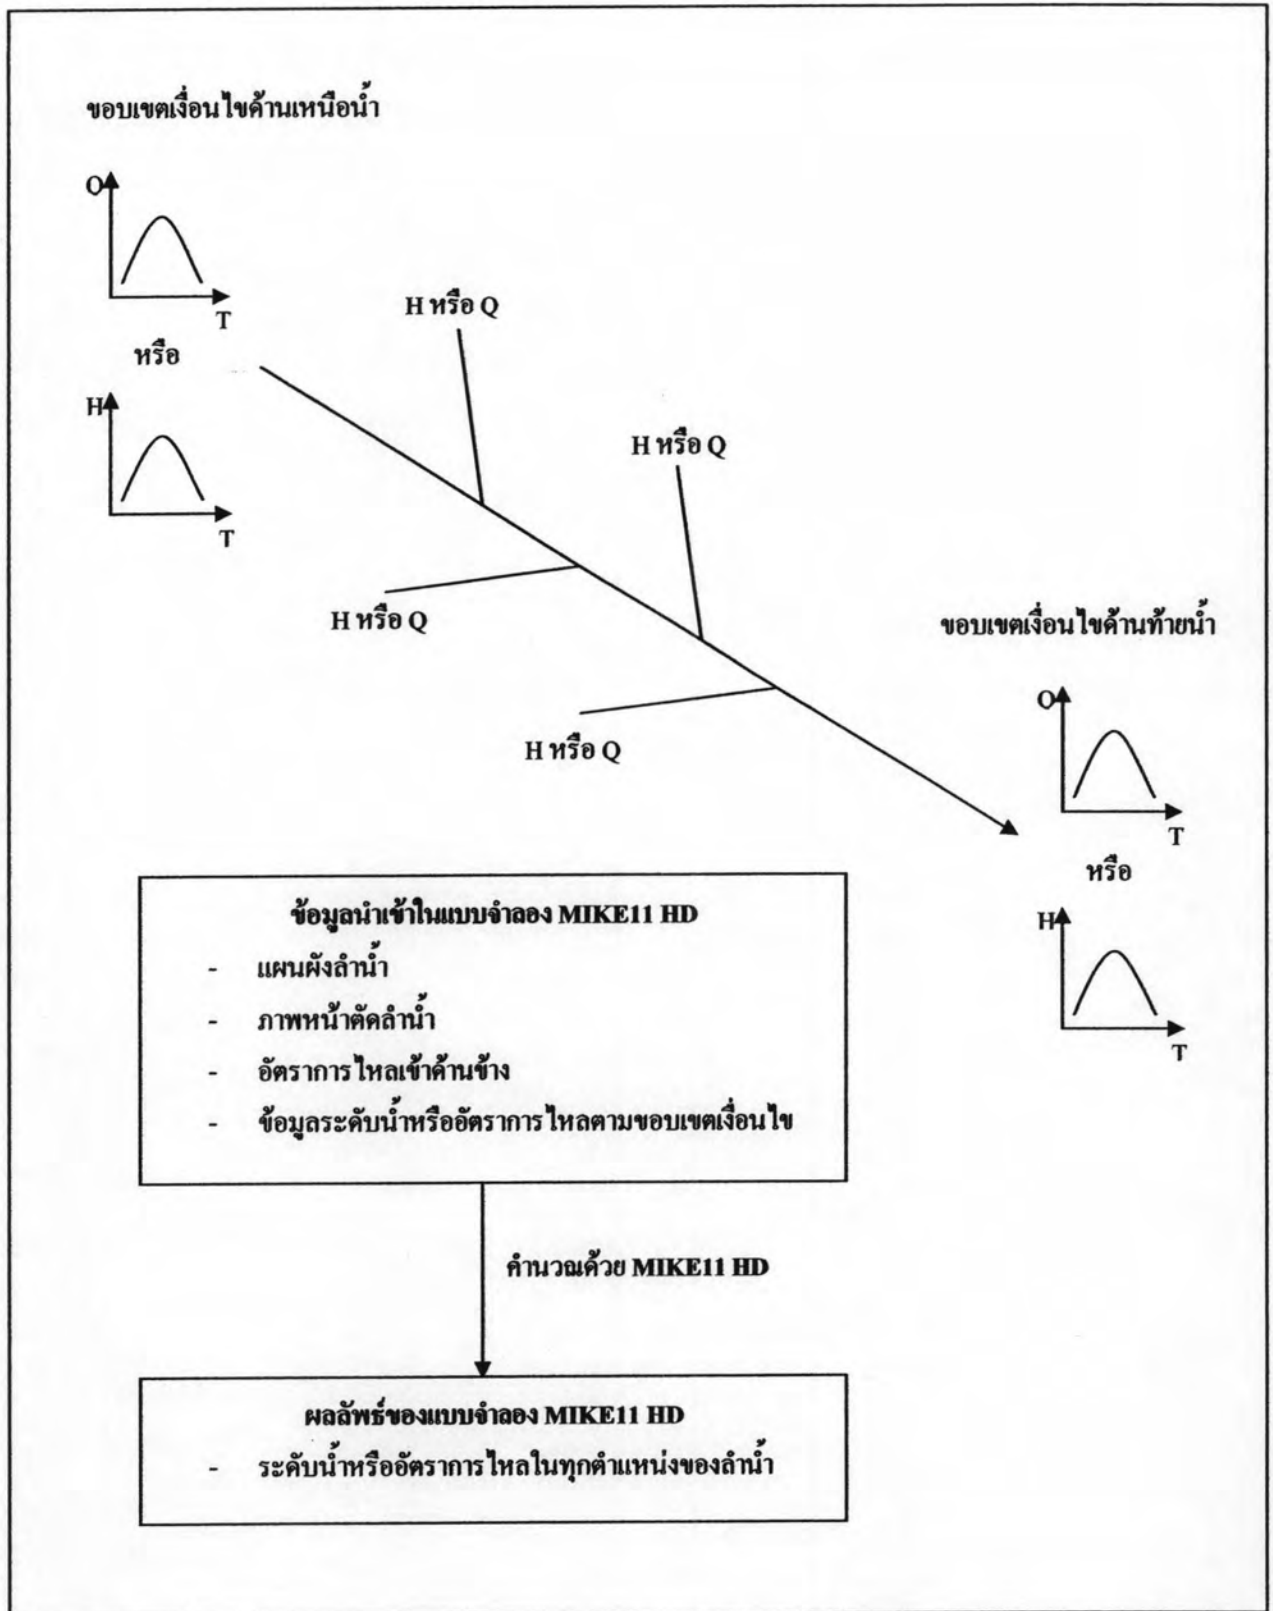 ขอบเขตเงื่อนไขด้านเหนือน้ำ
Q
T
หรือ
H
T
H หรือ Q
H หรือ Q
H หรือ Q
H หรือ Q
ขอบเขตเงื่อนไขด้านท้ายน้ำ
Q
T
หรือ
H
T
ข้อมูลนำเข้าในแบบจำลอง MIKE11 HD
- แผนผังลำน้ำ
- ภาพหน้าตัดลำน้ำ
- อัตราการไหลเข้าด้านข้าง
- ข้อมูลระดับน้ำหรืออัตราการไหลตามขอบเขตเงื่อนไข
คำนวณด้วย MIKE11 HD
ผลลัพธ์ของแบบจำลอง MIKE11 HD
- ระดับน้ำหรืออัตราการไหลในทุกตำแหน่งของลำน้ำ